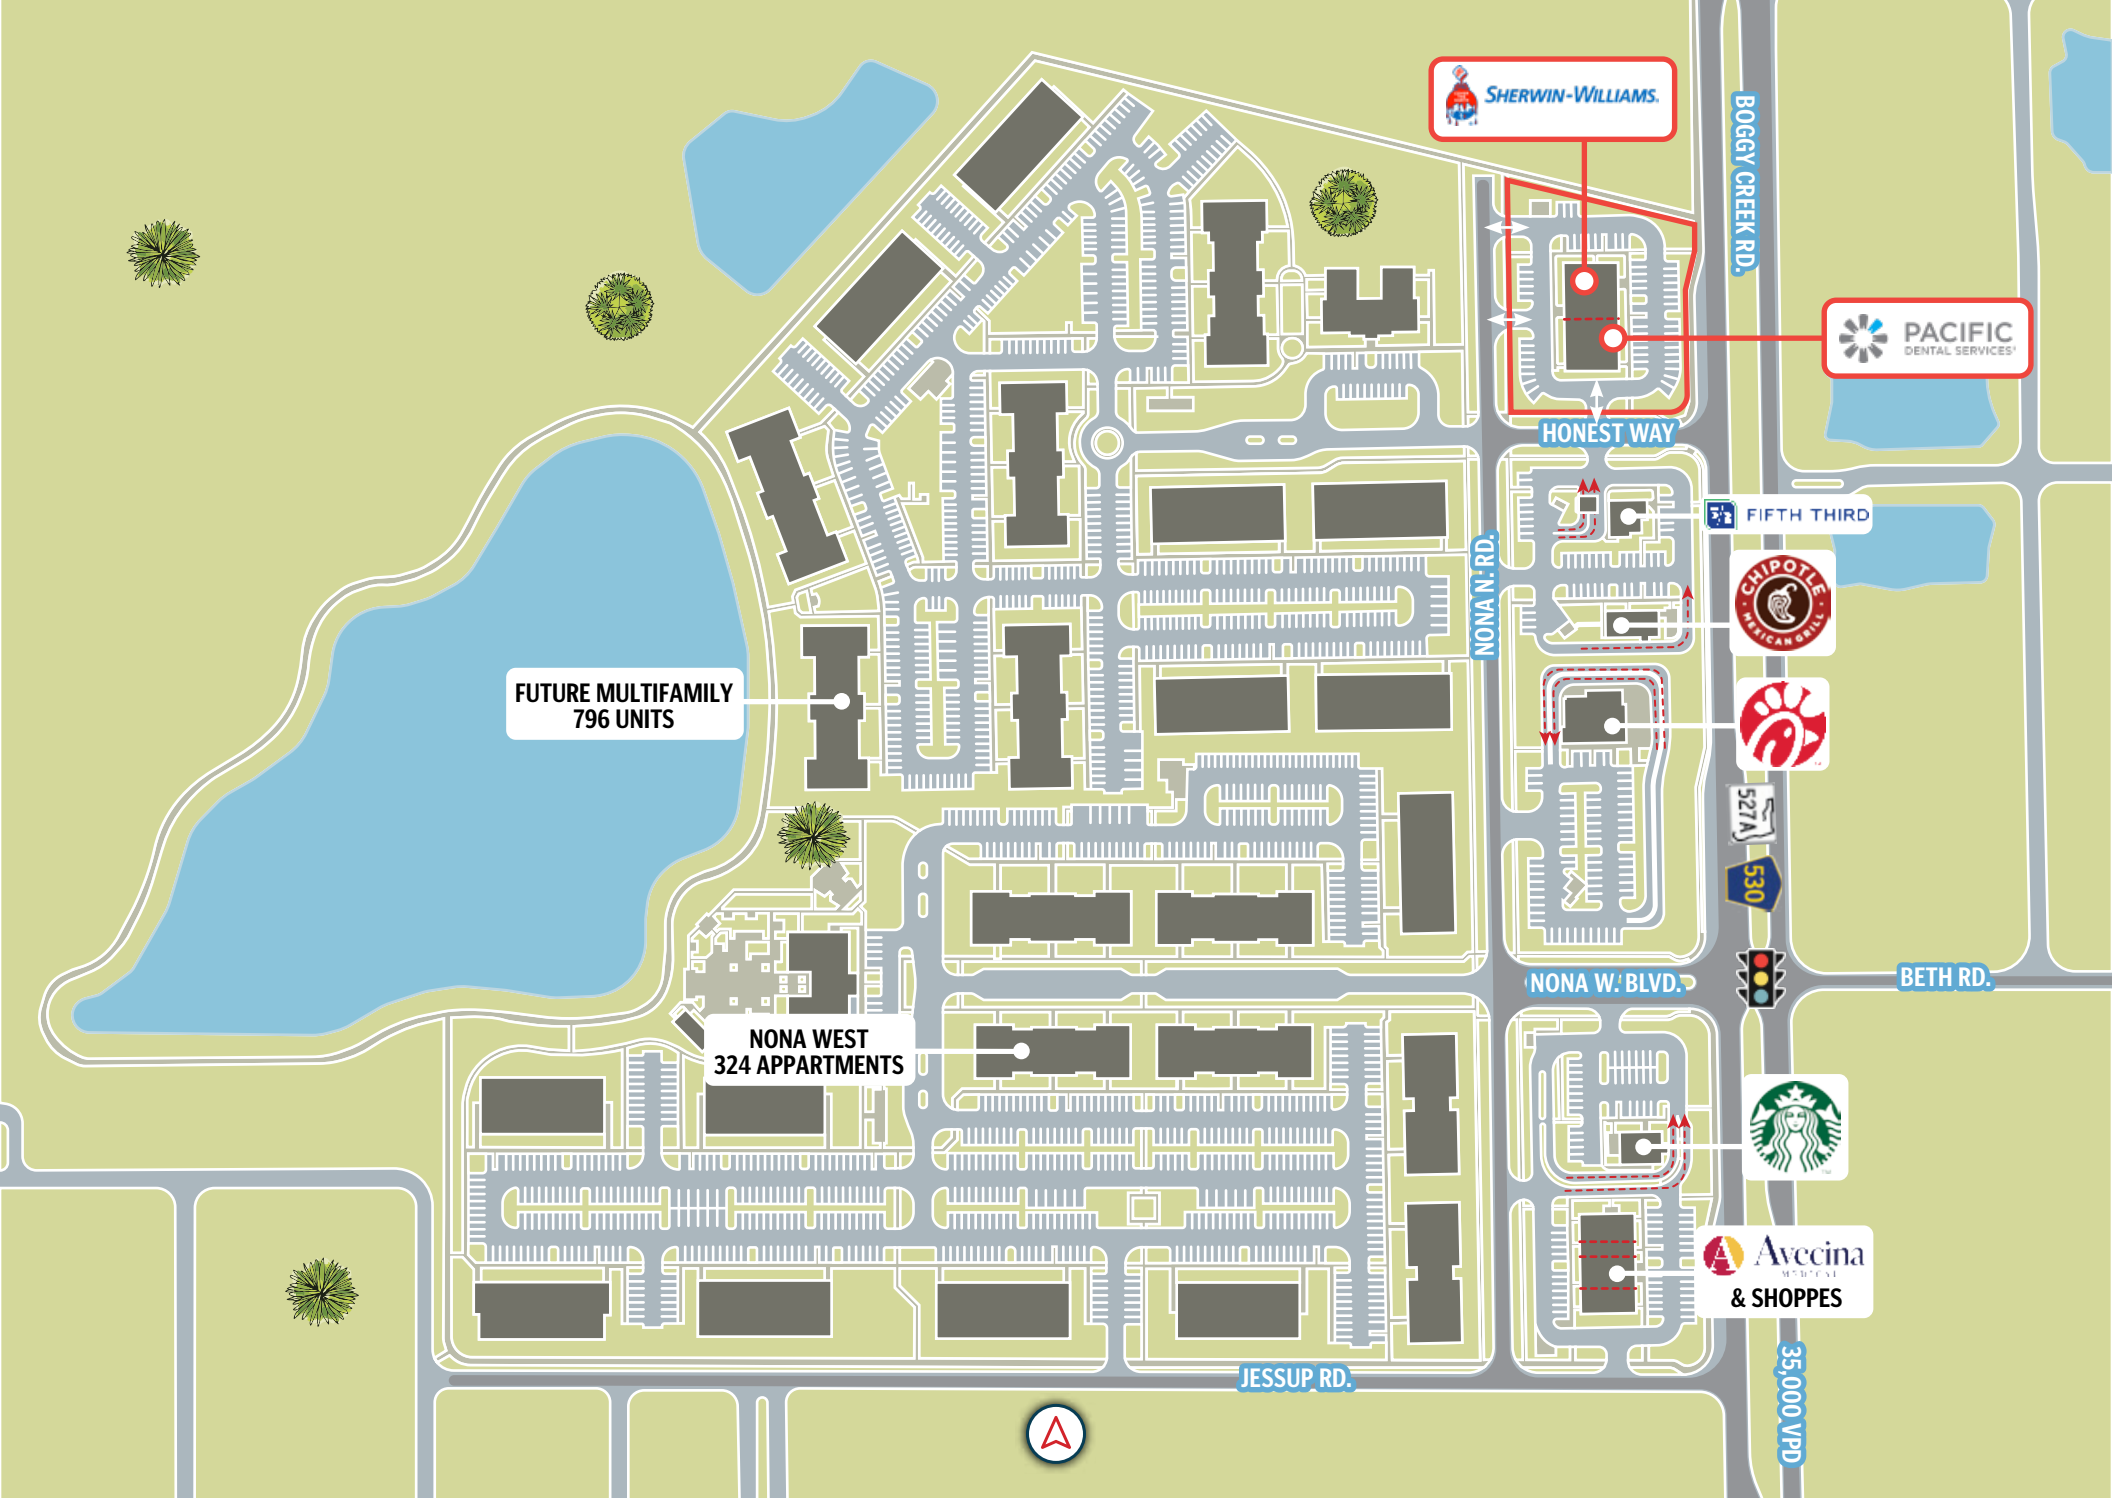 SHERWIN-WILLIAMS.
BOGGY CREEK RD.
PACIFIC
DENTAL SERVICES
HONEST WAY
FIFTH THIRD
NONA N. RD.
CHIPOTLE
MEXICAN GRILL
FUTURE MULTIFAMILY
796 UNITS
527A
530
NONA W. BLVD.
BETH RD.
NONA WEST
324 APPARTMENTS
Avecina
MEDICAL
& SHOPPES
JESSUP RD.
35,000 VPD